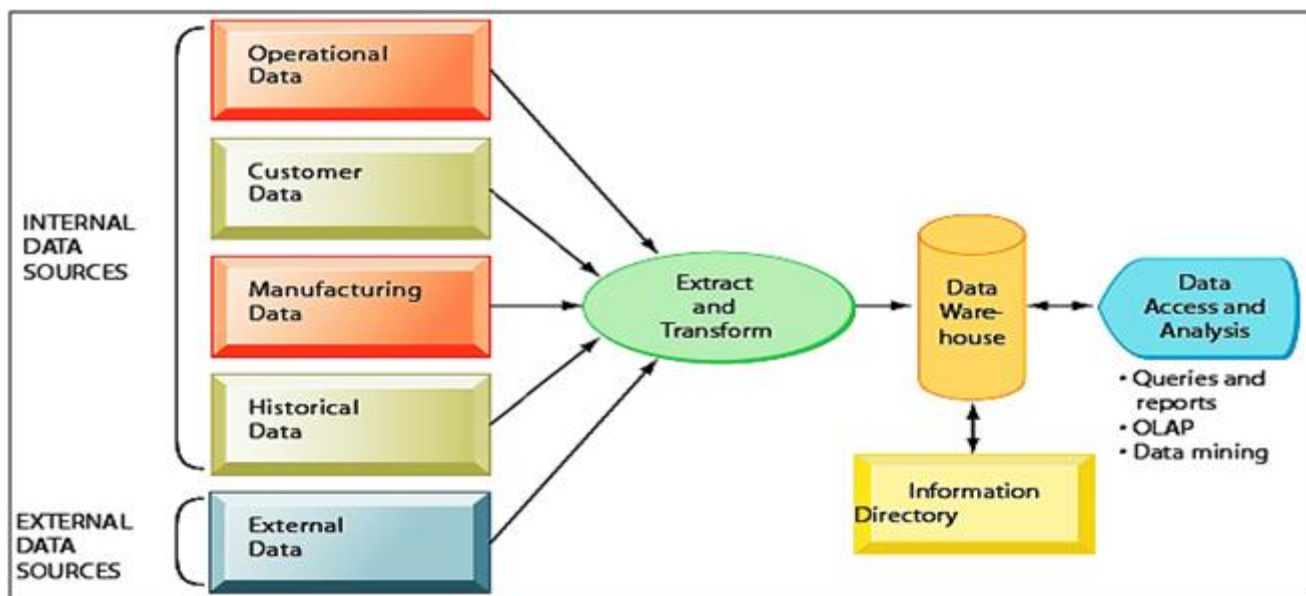 INTERNAL
DATA
SOURCES
Operational
Data
Customer
Data
Manufacturing
Data
Historical
Data
EXTERNAL
DATA
SOURCES
External
Data
Extract
and
Transform
Data
Ware-
house
Information
Directory
Data
Access and
Analysis
• Queries and
reports
• OLAP
• Data mining